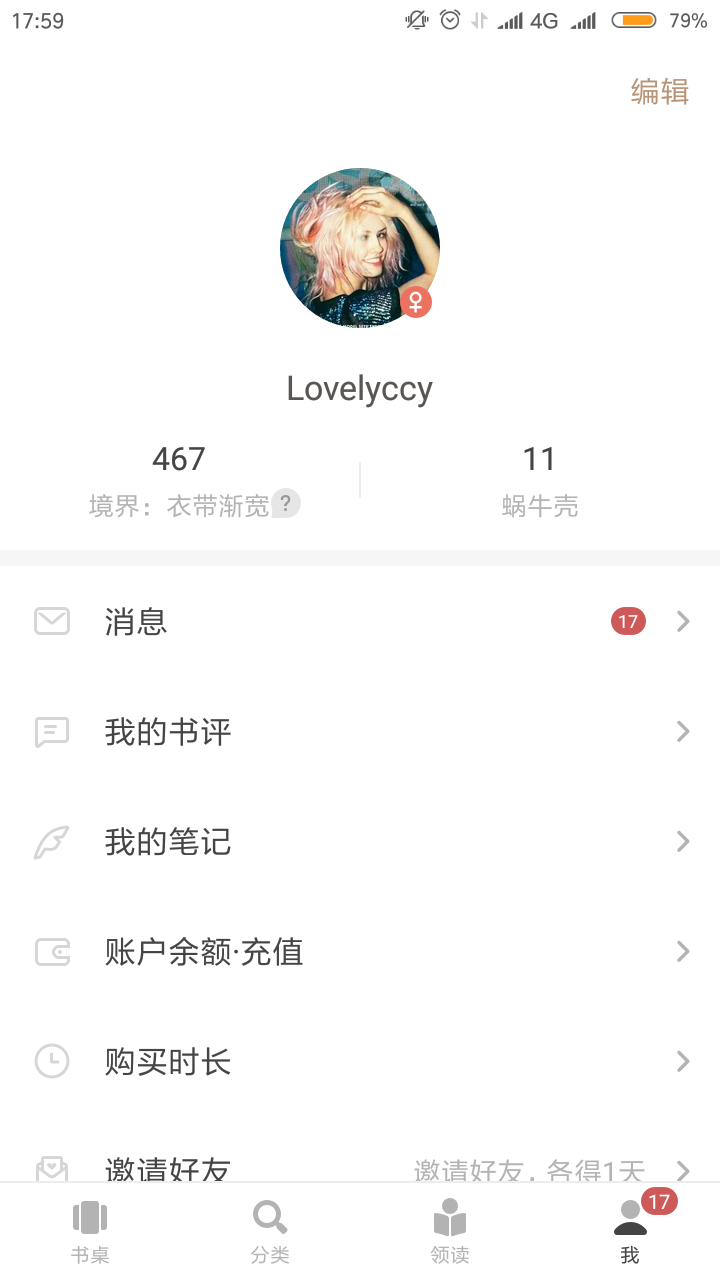 17:59 4G 79%
编辑
Lovelyccy
467
11
境界：衣带渐宽 ?
蜗牛壳
消息 17
我的书评
我的笔记
账户余额·充值
购买时长
邀请好友 邀请好友，各得1天
17
书桌 分类 领读 我